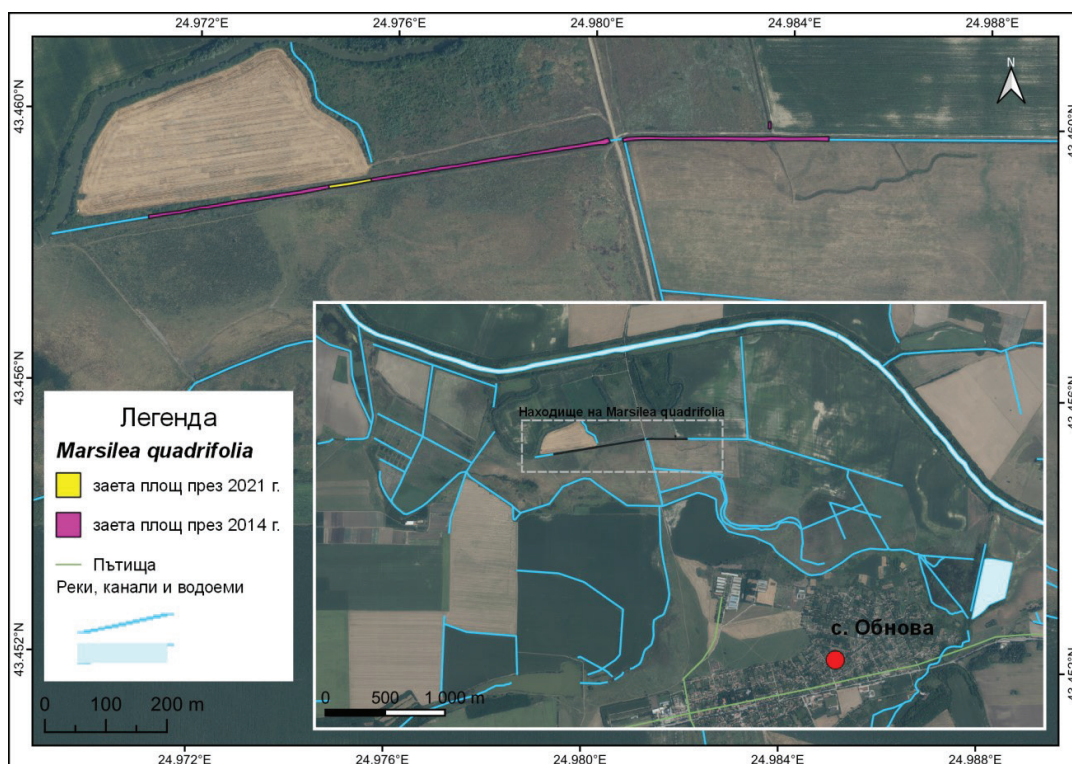 24.972°E 24.976°E 24.980°E 24.984°E 24.988°E
N
43.460°N
43.460°N
43.456°N
43.456°N
Находище на Marsilea quadrifolia
Легенда
Marsilea quadrifolia
заета площ през 2021 г.
заета площ през 2014 г.
Пътища
Реки, канали и водоеми
43.452°N
43.452°N
с. Обнова
0 500 1 000 m
0 100 200 m
24.972°E 24.976°E 24.980°E 24.984°E 24.988°E